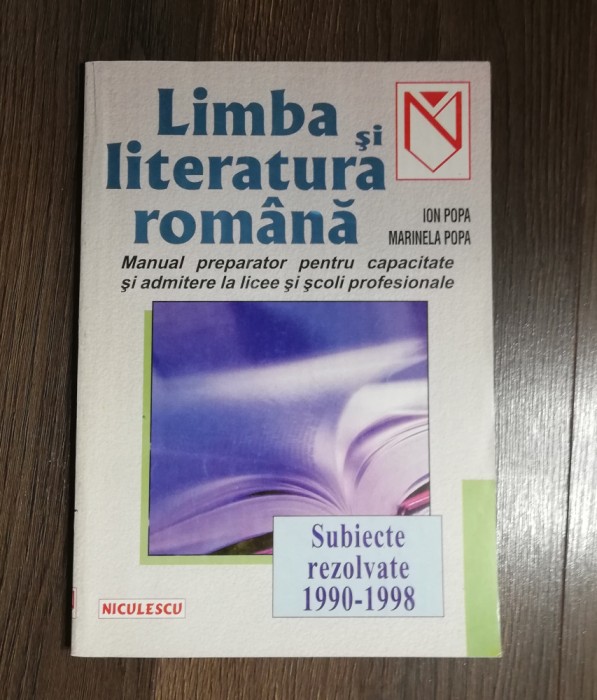 Limba
și
literatura
română
ION POPA
MARINELA POPA
Manual preparator pentru capacitate
și admitere la licee și școli profesionale
Subiecte
rezolvate
1990-1998
NICULESCU